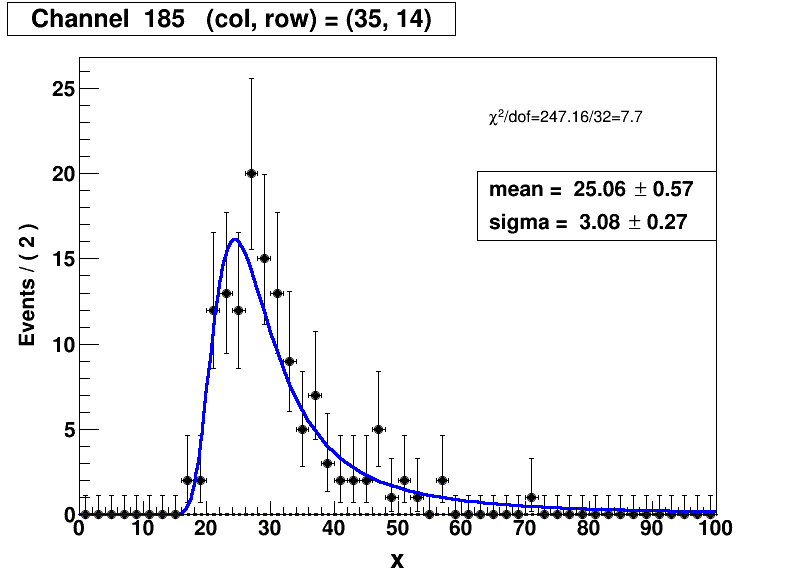 Channel 185 (col, row) = (35, 14)
χ²/dof=247.16/32=7.7
mean = 25.06 ± 0.57
sigma = 3.08 ± 0.27
Events / ( 2 )
25
20
15
10
5
0
0 10 20 30 40 50 60 70 80 90 100
x